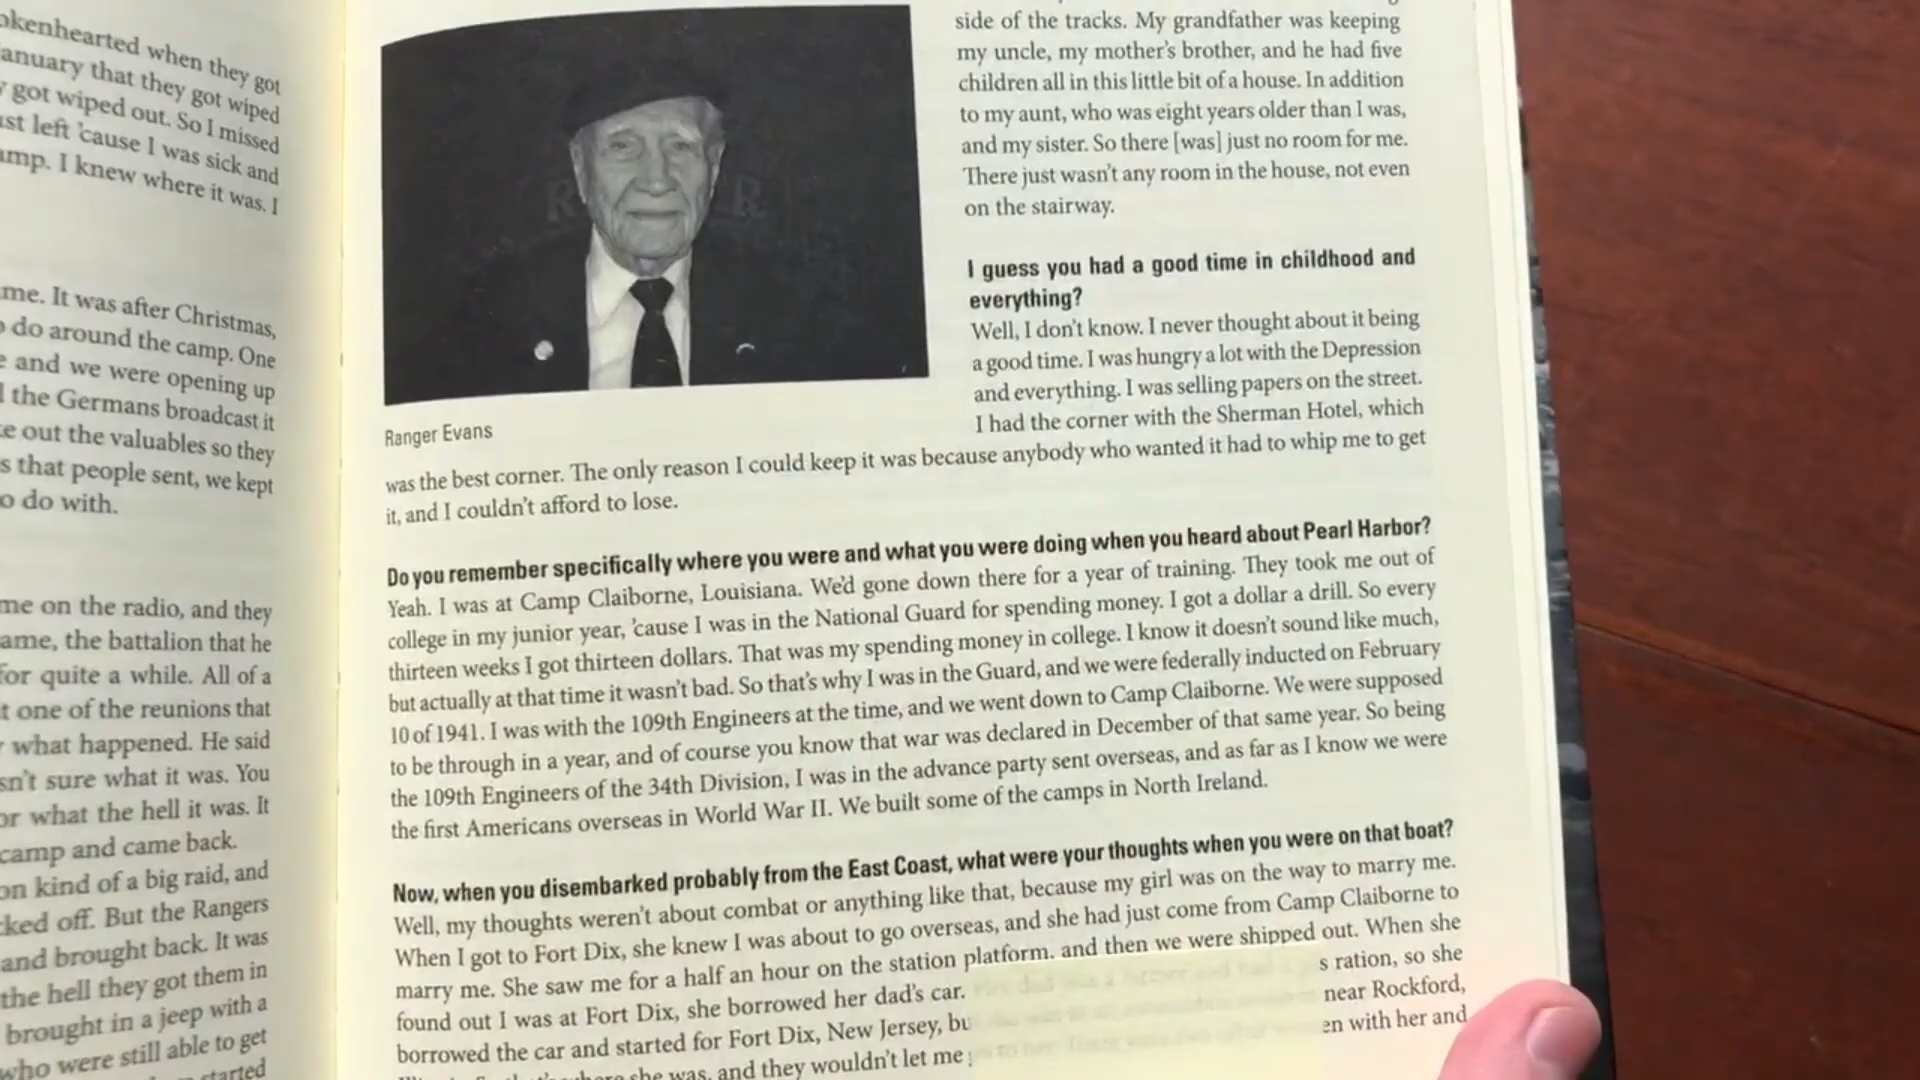 okenhearted when they got
anuary that they got wiped
got wiped out. So I missed
ust left 'cause I was sick and
amp. I knew where it was. I
me. It was after Christmas,
o do around the camp. One
e and we were opening up
the Germans broadcast it
ke out the valuables so they
s that people sent, we kept
o do with.
me on the radio, and they
ame, the battalion that he
for quite a while. All of a
t one of the reunions that
what happened. He said
sn't sure what it was. You
or what the hell it was. It
camp and came back.
on kind of a big raid, and
cked off. But the Rangers
and brought back. It was
the hell they got them in
brought in a jeep with a
who were still able to get
started
side of the tracks. My grandfather was keeping
my uncle, my mother's brother, and he had five
children all in this little bit of a house. In addition
to my aunt, who was eight years older than I was,
and my sister. So there [was] just no room for me.
There just wasn't any room in the house, not even
on the stairway.
I guess you had a good time in childhood and
everything?
Well, I don't know. I never thought about it being
a good time. I was hungry a lot with the Depression
and everything. I was selling papers on the street.
I had the corner with the Sherman Hotel, which
Ranger Evans
was the best corner. The only reason I could keep it was because anybody who wanted it had to whip me to get
it, and I couldn't afford to lose.
Do you remember specifically where you were and what you were doing when you heard about Pearl Harbor?
Yeah. I was at Camp Claiborne, Louisiana. We'd gone down there for a year of training. They took me out of
college in my junior year, 'cause I was in the National Guard for spending money. I got a dollar a drill. So every
thirteen weeks I got thirteen dollars. That was my spending money in college. I know it doesn't sound like much,
but actually at that time it wasn't bad. So that's why I was in the Guard, and we were federally inducted on February
10 of 1941. I was with the 109th Engineers at the time, and we went down to Camp Claiborne. We were supposed
to be through in a year, and of course you know that war was declared in December of that same year. So being
the 109th Engineers of the 34th Division, I was in the advance party sent overseas, and as far as I know we were
the first Americans overseas in World War II. We built some of the camps in North Ireland.
Now, when you disembarked probably from the East Coast, what were your thoughts when you were on that boat?
Well, my thoughts weren't about combat or anything like that, because my girl was on the way to marry me.
When I got to Fort Dix, she knew I was about to go overseas, and she had just come from Camp Claiborne to
marry me. She saw me for a half an hour on the station platform, and then we were shipped out. When she
found out I was at Fort Dix, she borrowed her dad's car. s ration, so she
borrowed the car and started for Fort Dix, New Jersey, bu near Rockford,
she was, and they wouldn't let me en with her and